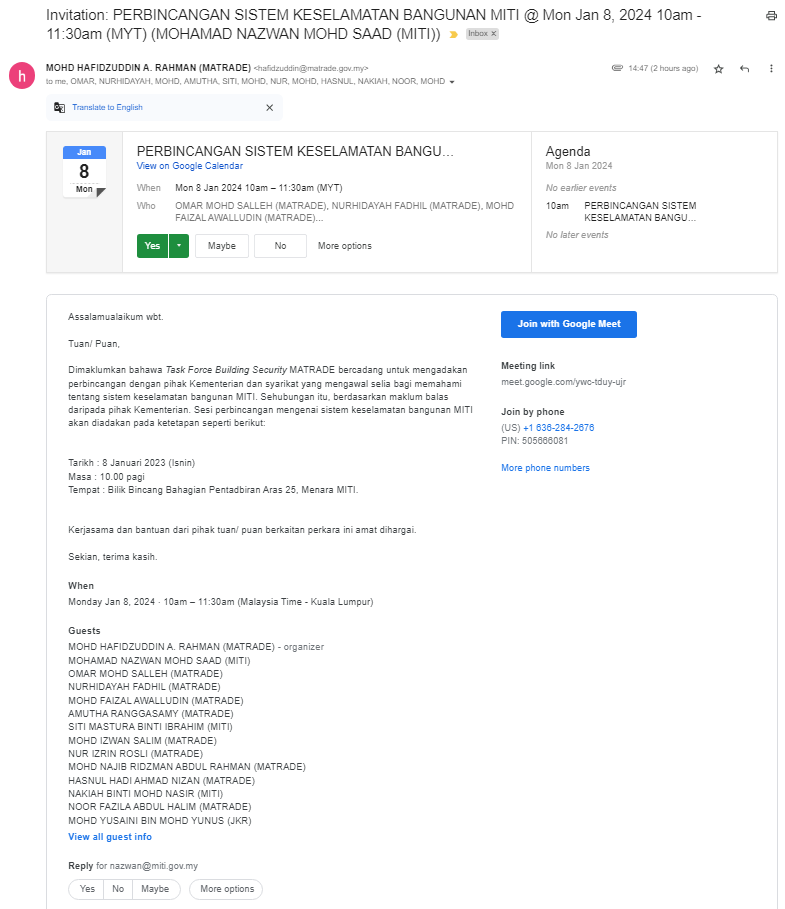 Invitation: PERBINCANGAN SISTEM KESELAMATAN BANGUNAN MITI @ Mon Jan 8, 2024 10am -
11:30am (MYT) (MOHAMAD NAZWAN MOHD SAAD (MITI))
Inbox ×
h
MOHD HAFIDZUDDIN A. RAHMAN (MATRADE) <hafidzuddin@matrade.gov.my>
14:47 (2 hours ago)
to me, OMAR, NURHIDAYAH, MOHD, AMUTHA, SITI, MOHD, NUR, MOHD, HASNUL, NAKIAH, NOOR, MOHD
Translate to English
Jan
8
Mon
PERBINCANGAN SISTEM KESELAMATAN BANGU…
View on Google Calendar
When Mon 8 Jan 2024 10am – 11:30am (MYT)
Who OMAR MOHD SALLEH (MATRADE), NURHIDAYAH FADHIL (MATRADE), MOHD
FAIZAL AWALLUDIN (MATRADE)…
Yes Maybe No More options
Agenda
Mon 8 Jan 2024
No earlier events
10am PERBINCANGAN SISTEM
KESELAMATAN BANGU…
No later events
Assalamualaikum wbt.
Tuan/ Puan,
Dimaklumkan bahawa Task Force Building Security MATRADE bercadang untuk mengadakan
perbincangan dengan pihak Kementerian dan syarikat yang mengawal selia bagi memahami
tentang sistem keselamatan bangunan MITI. Sehubungan itu, berdasarkan maklum balas
daripada pihak Kementerian. Sesi perbincangan mengenai sistem keselamatan bangunan MITI
akan diadakan pada ketetapan seperti berikut:
Tarikh : 8 Januari 2023 (Isnin)
Masa : 10.00 pagi
Tempat : Bilik Bincang Bahagian Pentadbiran Aras 25, Menara MITI.
Kerjasama dan bantuan dari pihak tuan/ puan berkaitan perkara ini amat dihargai.
Sekian, terima kasih.
When
Monday Jan 8, 2024 · 10am – 11:30am (Malaysia Time - Kuala Lumpur)
Guests
MOHD HAFIDZUDDIN A. RAHMAN (MATRADE) - organizer
MOHAMAD NAZWAN MOHD SAAD (MITI)
OMAR MOHD SALLEH (MATRADE)
NURHIDAYAH FADHIL (MATRADE)
MOHD FAIZAL AWALLUDIN (MATRADE)
AMUTHA RANGGASAMY (MATRADE)
SITI MASTURA BINTI IBRAHIM (MITI)
MOHD IZWAN SALIM (MATRADE)
NUR IZRIN ROSLI (MATRADE)
MOHD NAJIB RIDZMAN ABDUL RAHMAN (MATRADE)
HASNUL HADI AHMAD NIZAN (MATRADE)
NAKIAH BINTI MOHD NASIR (MITI)
NOOR FAZILA ABDUL HALIM (MATRADE)
MOHD YUSAINI BIN MOHD YUNUS (JKR)
View all guest info
Reply for nazwan@miti.gov.my
Yes No Maybe More options
Join with Google Meet
Meeting link
meet.google.com/ywc-tduy-ujr
Join by phone
(US) +1 636-284-2676
PIN: 505666081
More phone numbers